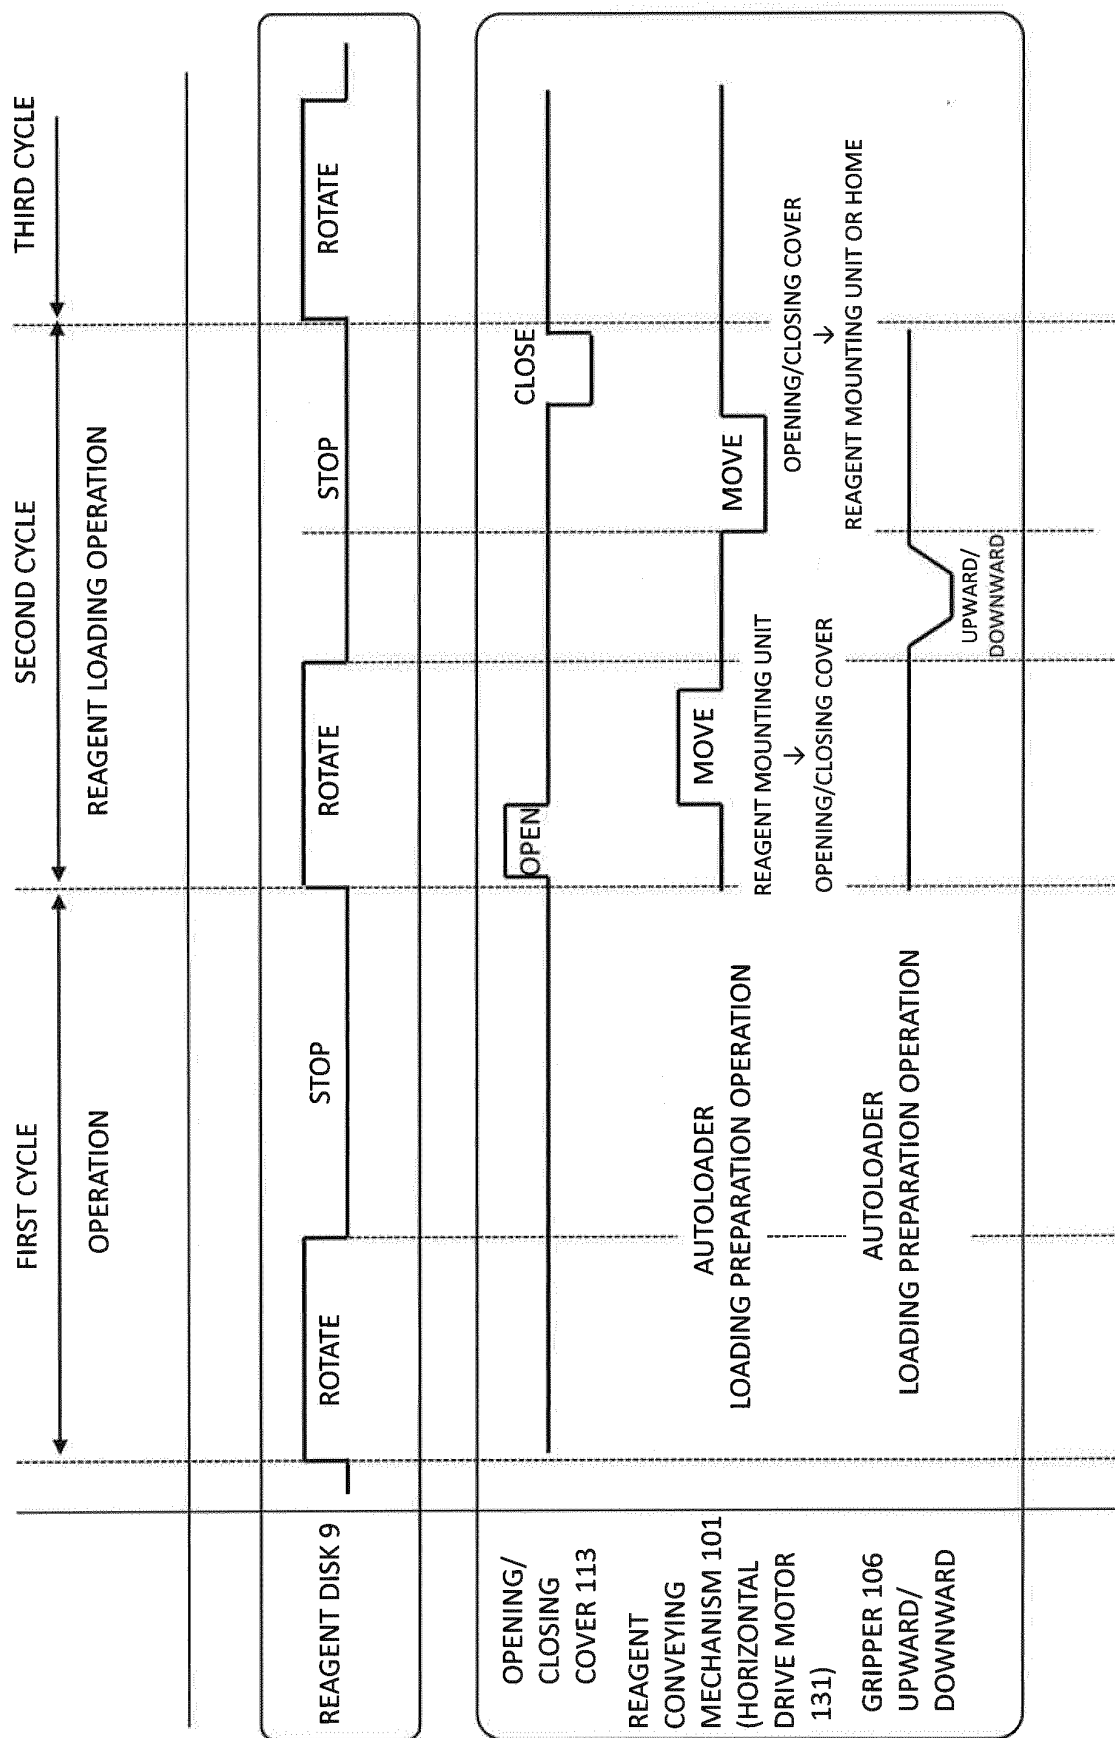 FIRST CYCLE
SECOND CYCLE
THIRD CYCLE
OPERATION
REAGENT LOADING OPERATION
REAGENT DISK 9
ROTATE
STOP
ROTATE
STOP
ROTATE
OPENING/
CLOSING
COVER 113
OPEN
CLOSE
REAGENT
CONVEYING
MECHANISM 101
(HORIZONTAL
DRIVE MOTOR
131)
AUTOLOADER
LOADING PREPARATION OPERATION
MOVE
REAGENT MOUNTING UNIT
↓
OPENING/CLOSING COVER
MOVE
OPENING/CLOSING COVER
↓
REAGENT MOUNTING UNIT OR HOME
GRIPPER 106
UPWARD/
DOWNWARD
AUTOLOADER
LOADING PREPARATION OPERATION
UPWARD/
DOWNWARD